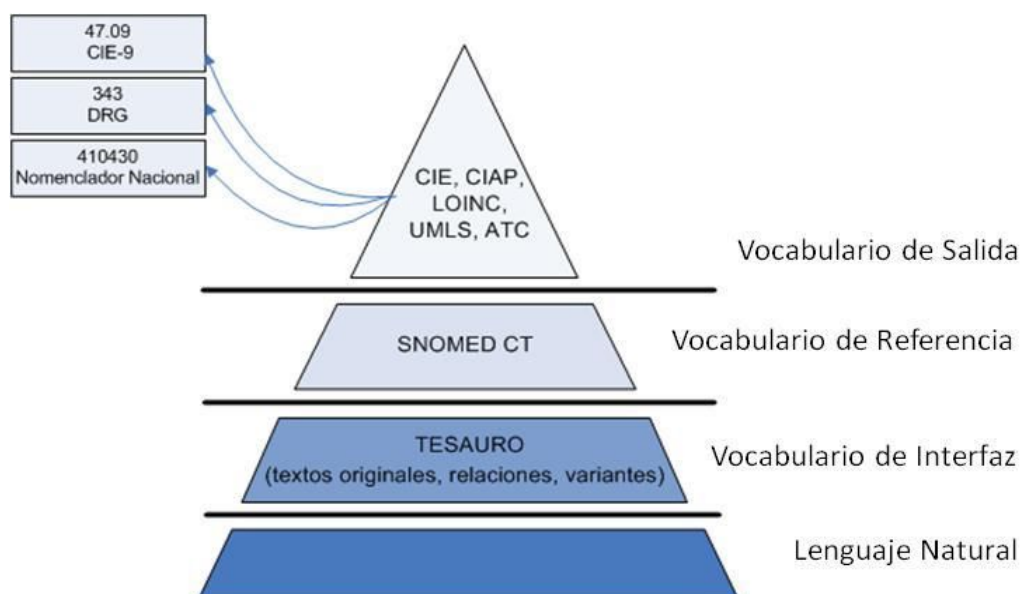 47.09
CIE-9
343
DRG
410430
Nomenclador Nacional
CIE, CIAP,
LOINC,
UMLS, ATC
Vocabulario de Salida
SNOMED CT
Vocabulario de Referencia
TESAURO
(textos originales, relaciones, variantes)
Vocabulario de Interfaz
Lenguaje Natural